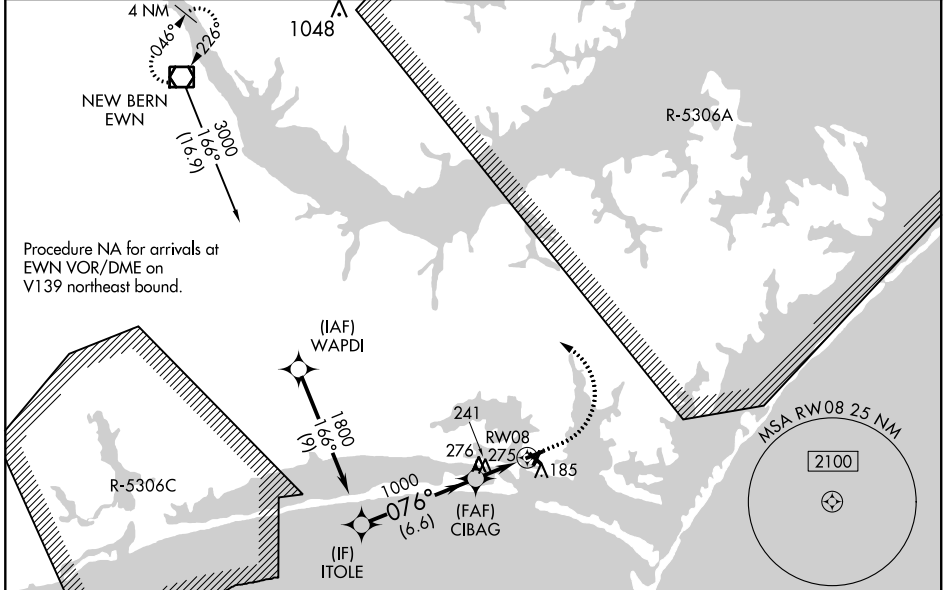 4 NM
046°
226°
1048
NEW BERN
EWN
3000
166°
(16.9)
R-5306A
Procedure NA for arrivals at
EWN VOR/DME on
V139 northeast bound.
(IAF)
WAPDI
1800
166°
(9)
241
276
RW08
275
185
R-5306C
1000
076°
(6.6)
(FAF)
CIBAG
(IF)
ITOLE
MSA RW08 25 NM
2100